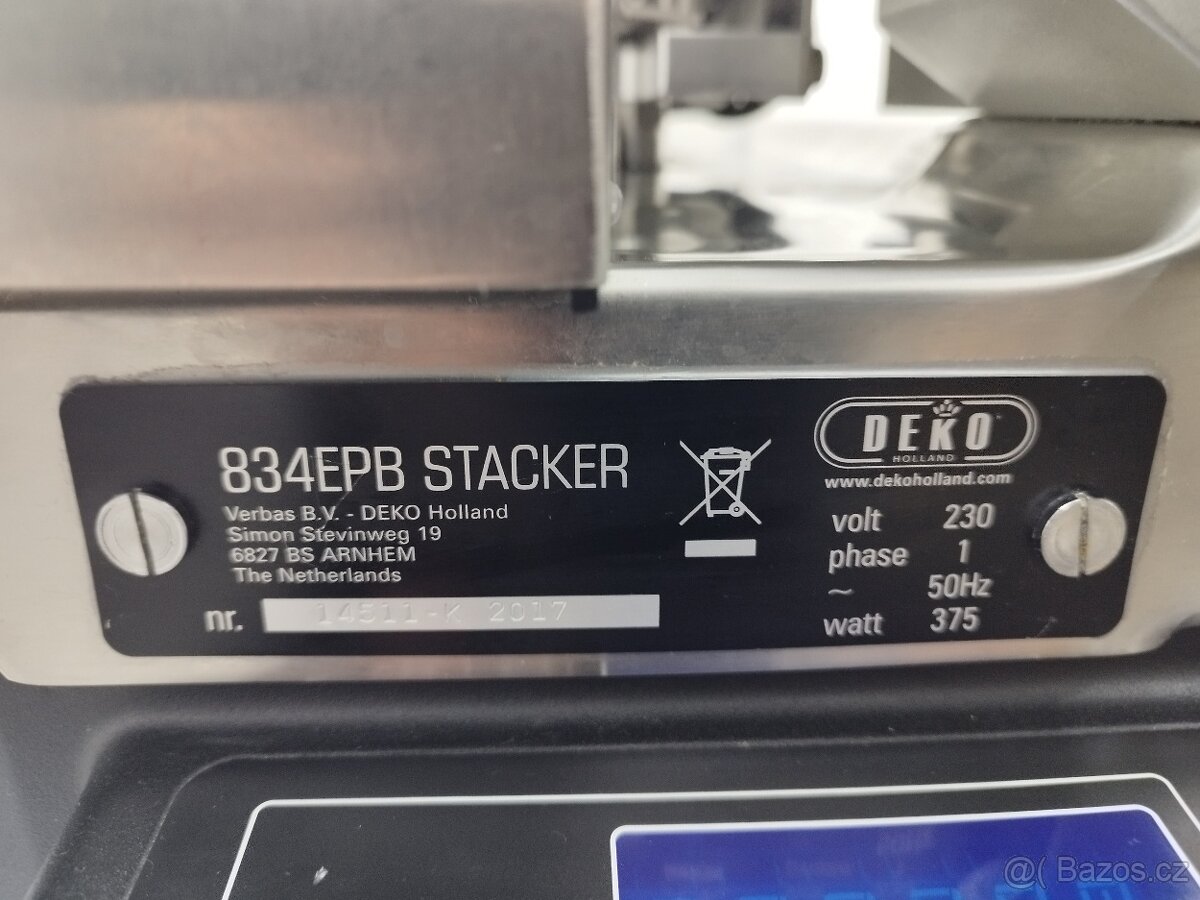 834EPB STACKER
Verbas B.V. - DEKO Holland
Simon Stevinweg 19
6827 BS ARNHEM
The Netherlands
nr. 14511-K 2017
DEKO
HOLLAND
www.dekoholland.com
volt 230
phase 1
~ 50Hz
watt 375
@( Bazos.cz